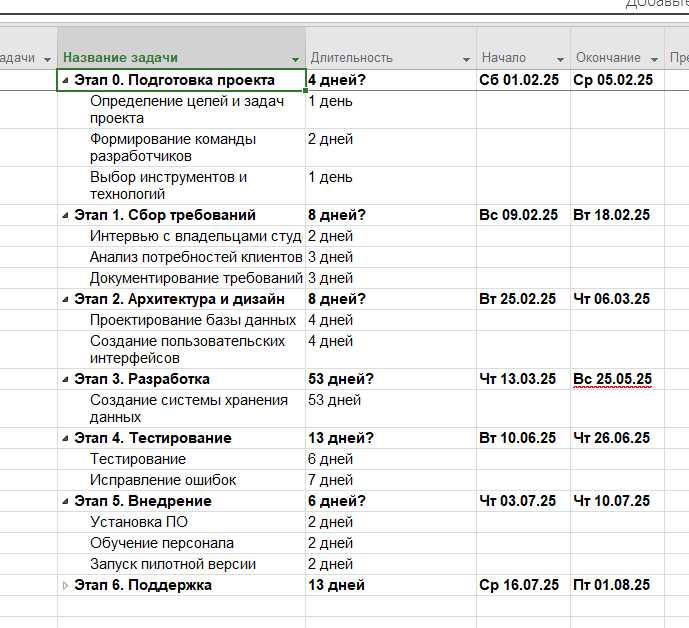 Добавьте
адачи Название задачи Длительность Начало Окончание Пре
Этап 0. Подготовка проекта 4 дней? Сб 01.02.25 Ср 05.02.25
Определение целей и задач 1 день
проекта
Формирование команды 2 дней
разработчиков
Выбор инструментов и 1 день
технологий
Этап 1. Сбор требований 8 дней? Вс 09.02.25 Вт 18.02.25
Интервью с владельцами студ 2 дней
Анализ потребностей клиентов 3 дней
Документирование требований 3 дней
Этап 2. Архитектура и дизайн 8 дней? Вт 25.02.25 Чт 06.03.25
Проектирование базы данных 4 дней
Создание пользовательских 4 дней
интерфейсов
Этап 3. Разработка 53 дней? Чт 13.03.25 Вс 25.05.25
Создание системы хранения 53 дней
данных
Этап 4. Тестирование 13 дней? Вт 10.06.25 Чт 26.06.25
Тестирование 6 дней
Исправление ошибок 7 дней
Этап 5. Внедрение 6 дней? Чт 03.07.25 Чт 10.07.25
Установка ПО 2 дней
Обучение персонала 2 дней
Запуск пилотной версии 2 дней
Этап 6. Поддержка 13 дней Ср 16.07.25 Пт 01.08.25